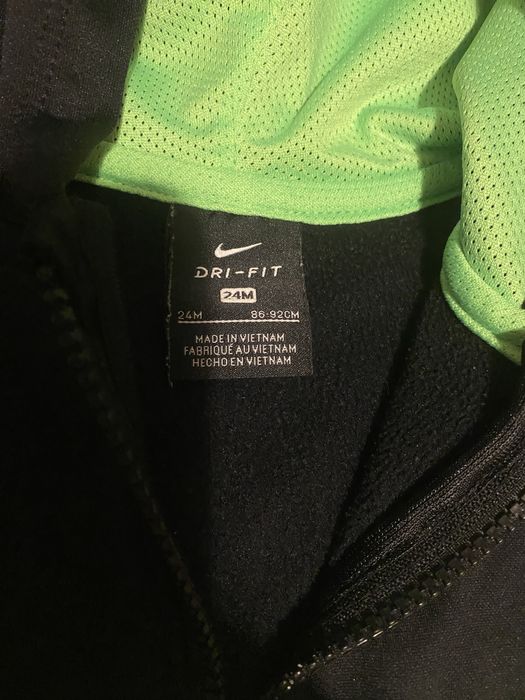 DRI-FIT
24M
24M 86-92CM
MADE IN VIETNAM
FABRIQUÉ AU VIETNAM
HECHO EN VIETNAM